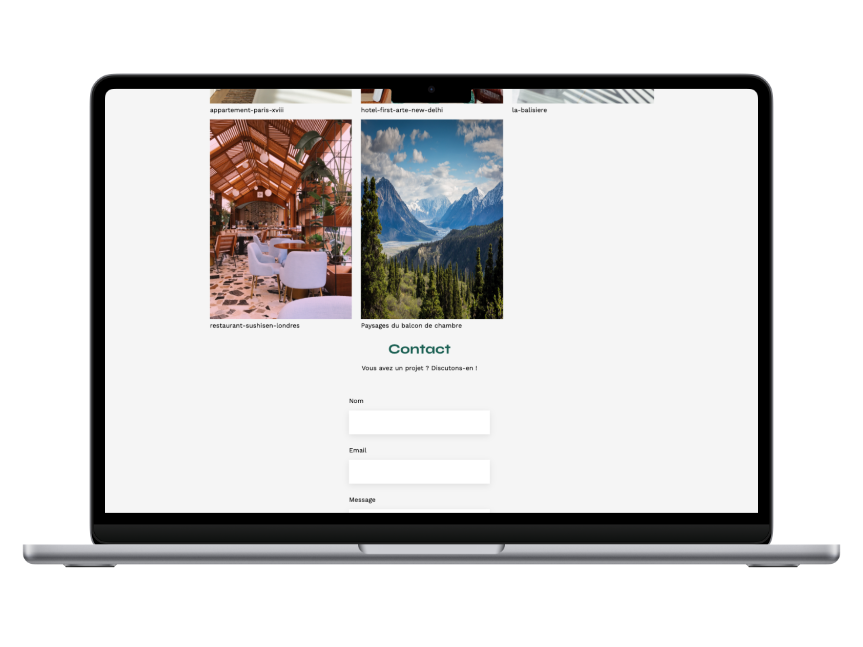 appartement-paris-xviii
hotel-first-arte-new-delhi
la-balisiere
restaurant-sushisen-londres
Paysages du balcon de chambre
Contact
Vous avez un projet ? Discutons-en !
Nom
Email
Message